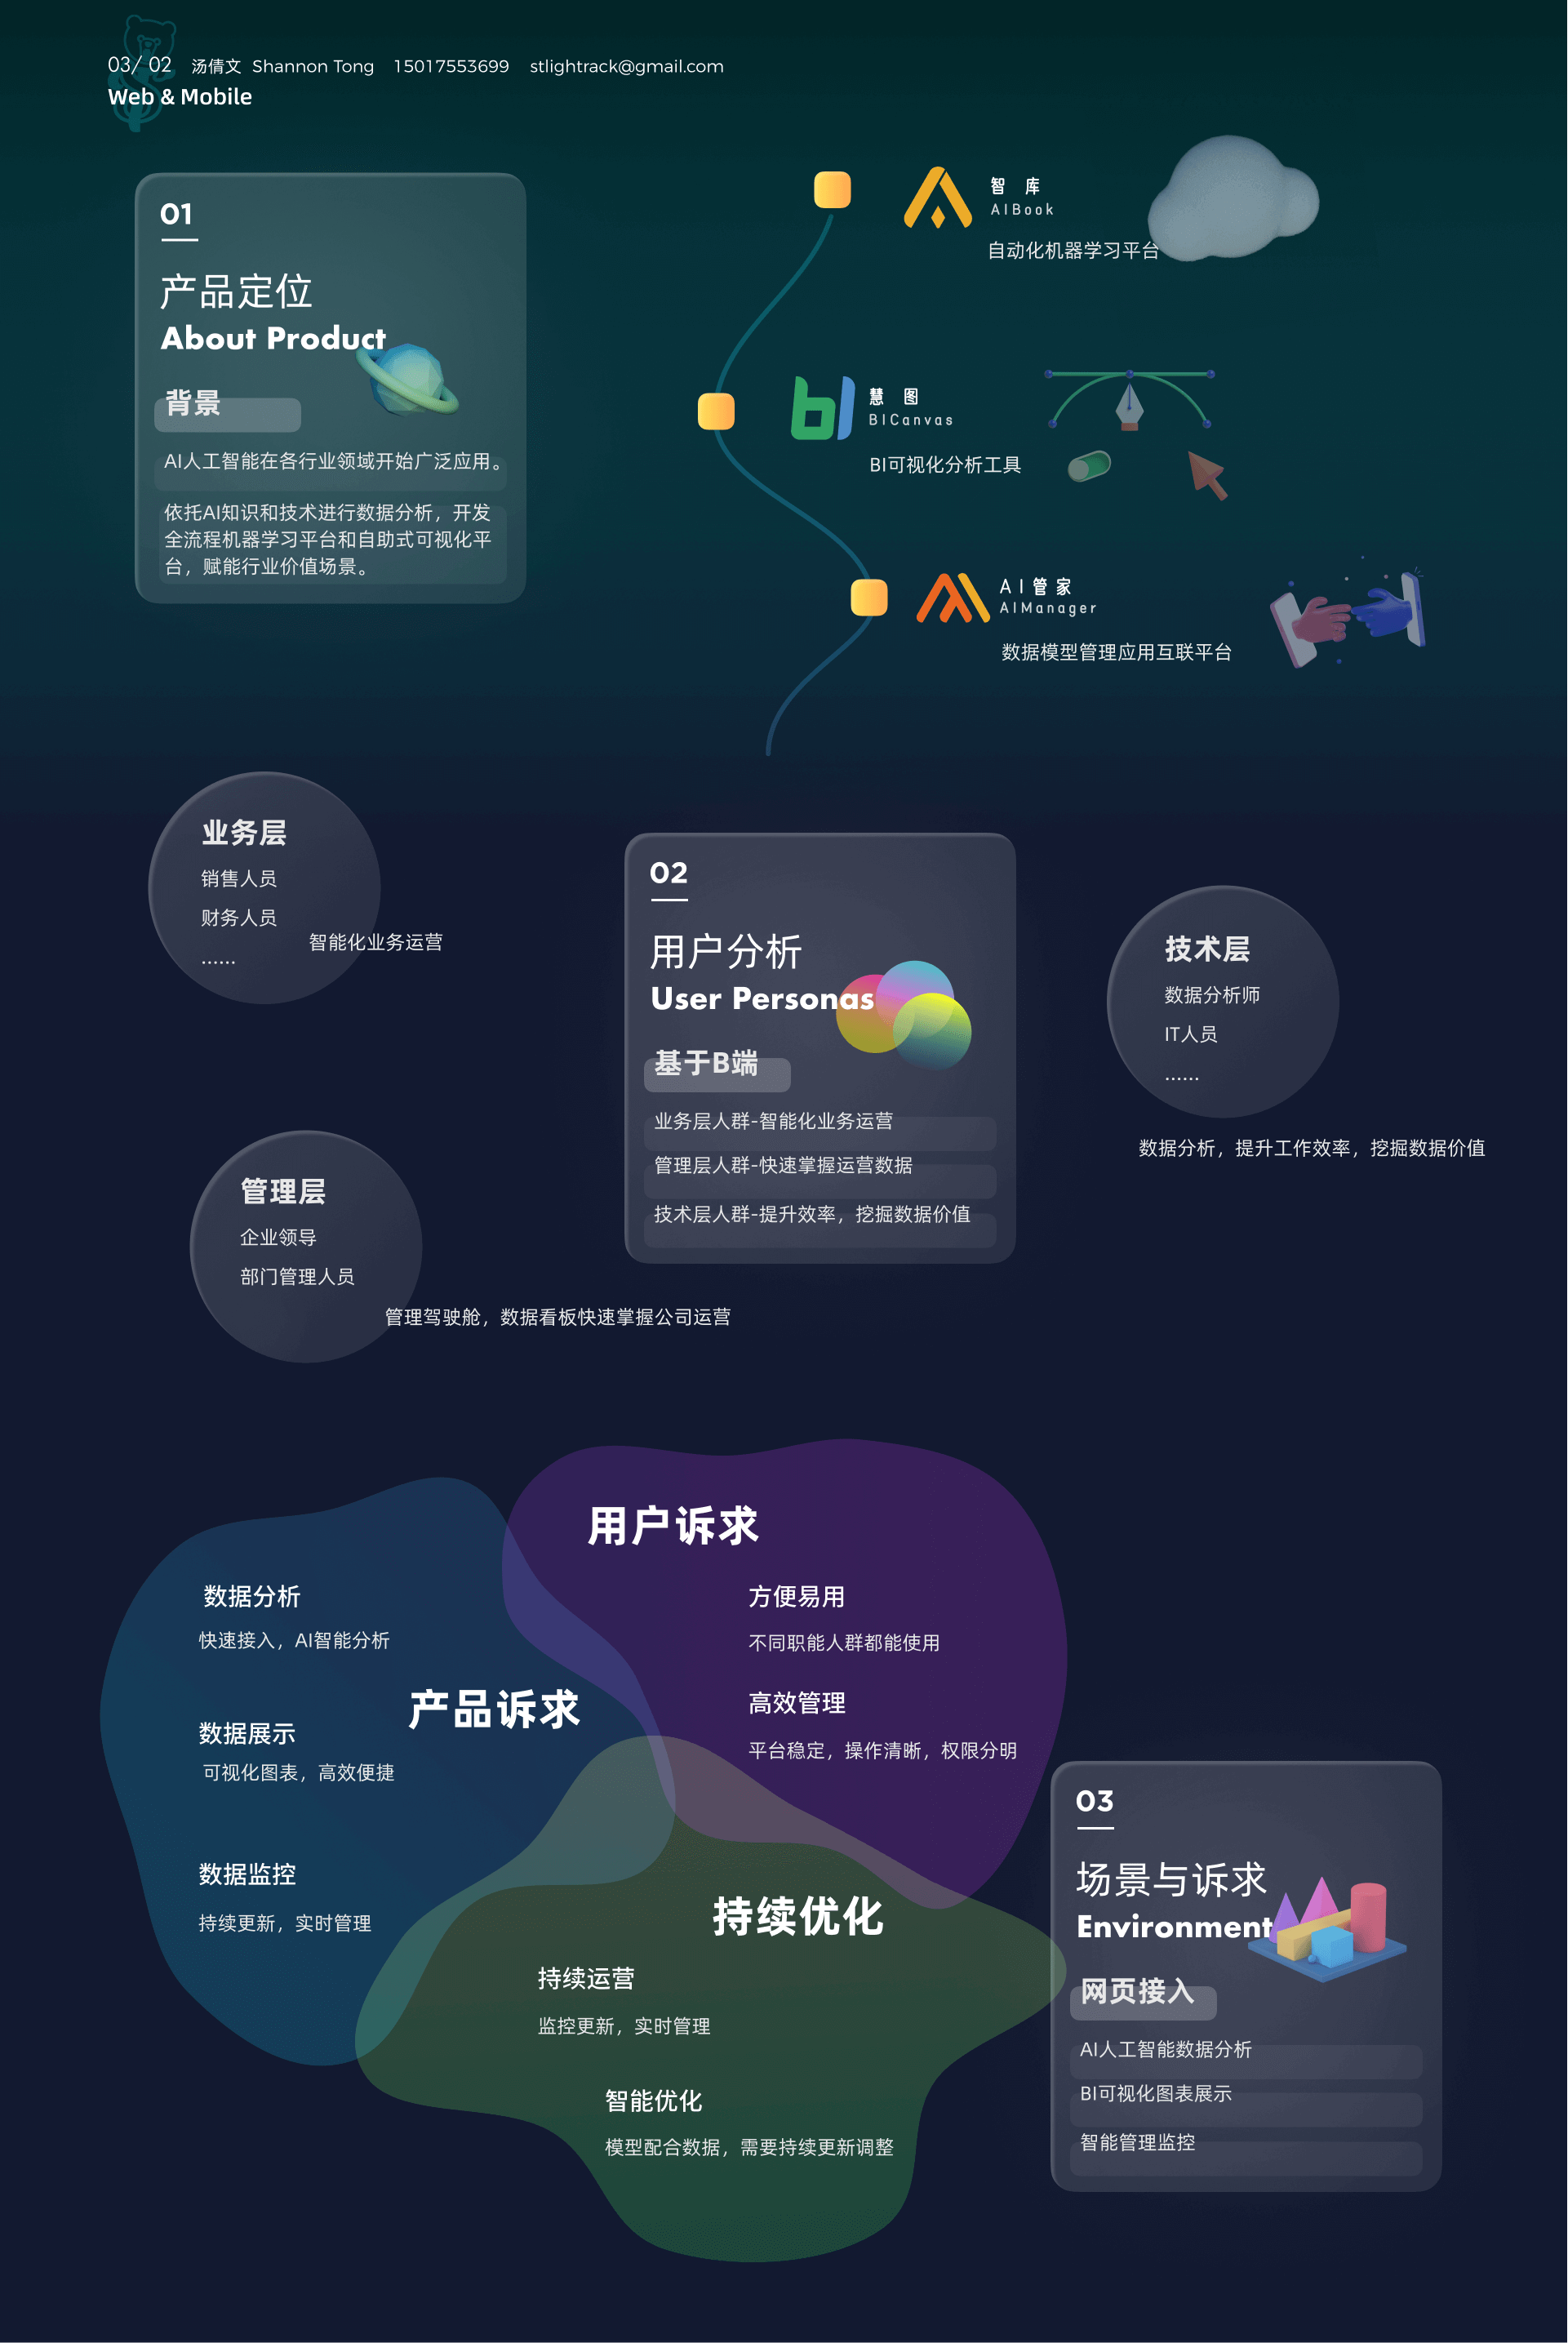 03/ 02 汤倩文 Shannon Tong 15017553699 stlightrack@gmail.com
Web & Mobile
01
产品定位
About Product
背景
AI人工智能在各行业领域开始广泛应用。
依托AI知识和技术进行数据分析，开发
全流程机器学习平台和自助式可视化平
台，赋能行业价值场景。
智 库
AIBook
自动化机器学习平台
bI
慧 图
BICanvas
BI可视化分析工具
AI管家
AIManager
数据模型管理应用互联平台
业务层
销售人员
财务人员
......
智能化业务运营
02
用户分析
User Personas
基于B端
业务层人群-智能化业务运营
管理层人群-快速掌握运营数据
技术层人群-提升效率，挖掘数据价值
技术层
数据分析师
IT人员
......
数据分析，提升工作效率，挖掘数据价值
管理层
企业领导
部门管理人员
管理驾驶舱，数据看板快速掌握公司运营
用户诉求
方便易用
不同职能人群都能使用
高效管理
平台稳定，操作清晰，权限分明
产品诉求
数据分析
快速接入，AI智能分析
数据展示
可视化图表，高效便捷
数据监控
持续更新，实时管理
持续优化
持续运营
监控更新，实时管理
智能优化
模型配合数据，需要持续更新调整
03
场景与诉求
Environment
网页接入
AI人工智能数据分析
BI可视化图表展示
智能管理监控